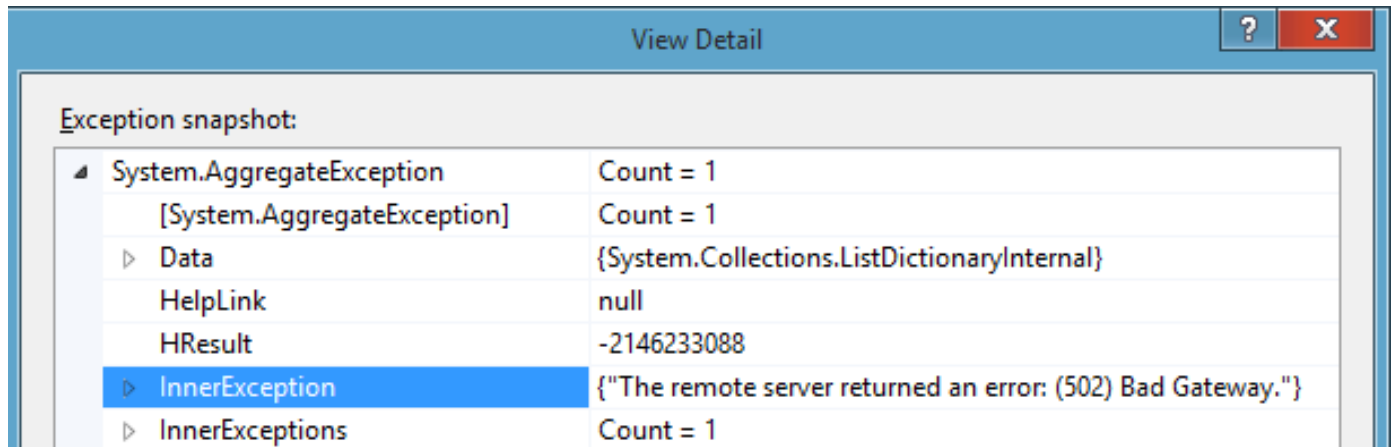 View Detail
?
X
Exception snapshot:
System.AggregateException Count = 1
[System.AggregateException] Count = 1
Data {System.Collections.ListDictionaryInternal}
HelpLink null
HResult -2146233088
InnerException {"The remote server returned an error: (502) Bad Gateway."}
InnerExceptions Count = 1